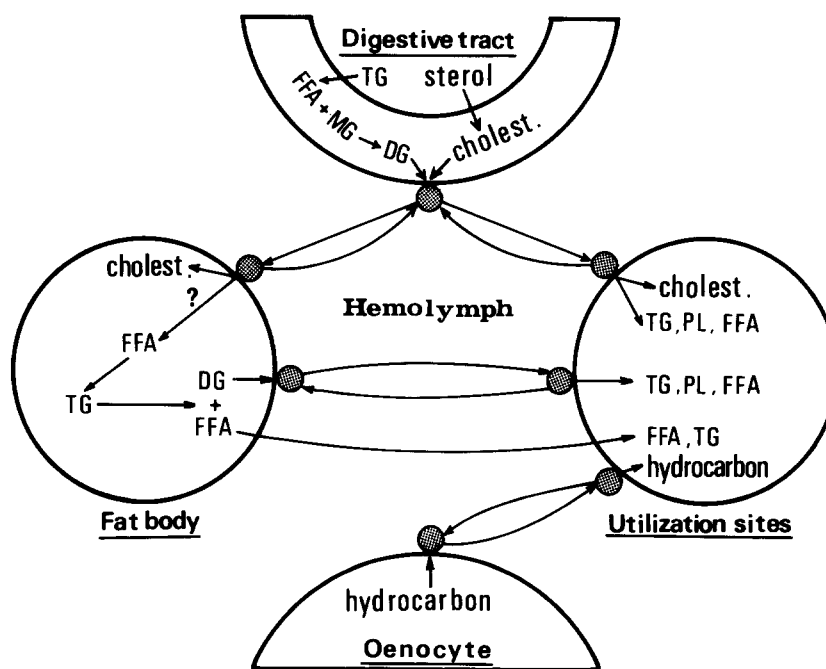 Digestive tract
TG sterol
FFA + MG → DG
cholest.
cholest.
?
FFA
TG
DG
+
FFA
Fat body
Hemolymph
cholest.
TG, PL, FFA
TG, PL, FFA
FFA, TG
hydrocarbon
Utilization sites
hydrocarbon
Oenocyte